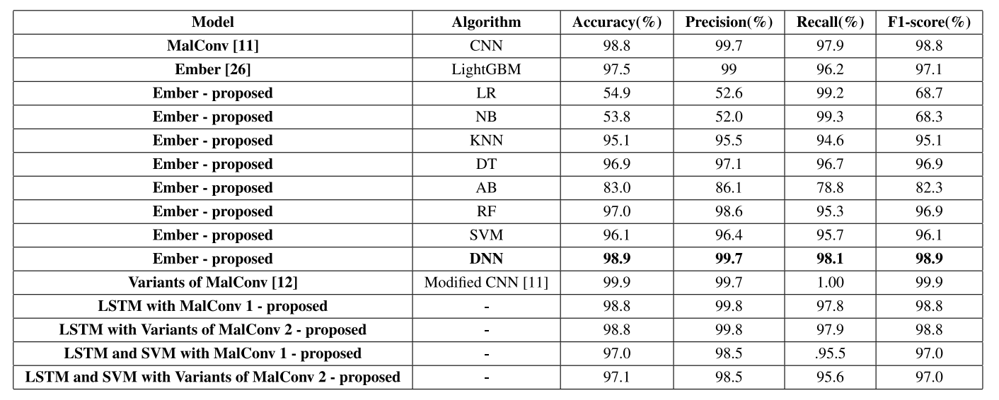 Model Algorithm Accuracy(%) Precision(%) Recall(%) F1-score(%)
MalConv [11] CNN 98.8 99.7 97.9 98.8
Ember [26] LightGBM 97.5 99 96.2 97.1
Ember - proposed LR 54.9 52.6 99.2 68.7
Ember - proposed NB 53.8 52.0 99.3 68.3
Ember - proposed KNN 95.1 95.5 94.6 95.1
Ember - proposed DT 96.9 97.1 96.7 96.9
Ember - proposed AB 83.0 86.1 78.8 82.3
Ember - proposed RF 97.0 98.6 95.3 96.9
Ember - proposed SVM 96.1 96.4 95.7 96.1
Ember - proposed DNN 98.9 99.7 98.1 98.9
Variants of MalConv [12] Modified CNN [11] 99.9 99.7 1.00 99.9
LSTM with MalConv 1 - proposed - 98.8 99.8 97.8 98.8
LSTM with Variants of MalConv 2 - proposed - 98.8 99.8 97.9 98.8
LSTM and SVM with MalConv 1 - proposed - 97.0 98.5 .95.5 97.0
LSTM and SVM with Variants of MalConv 2 - proposed - 97.1 98.5 95.6 97.0